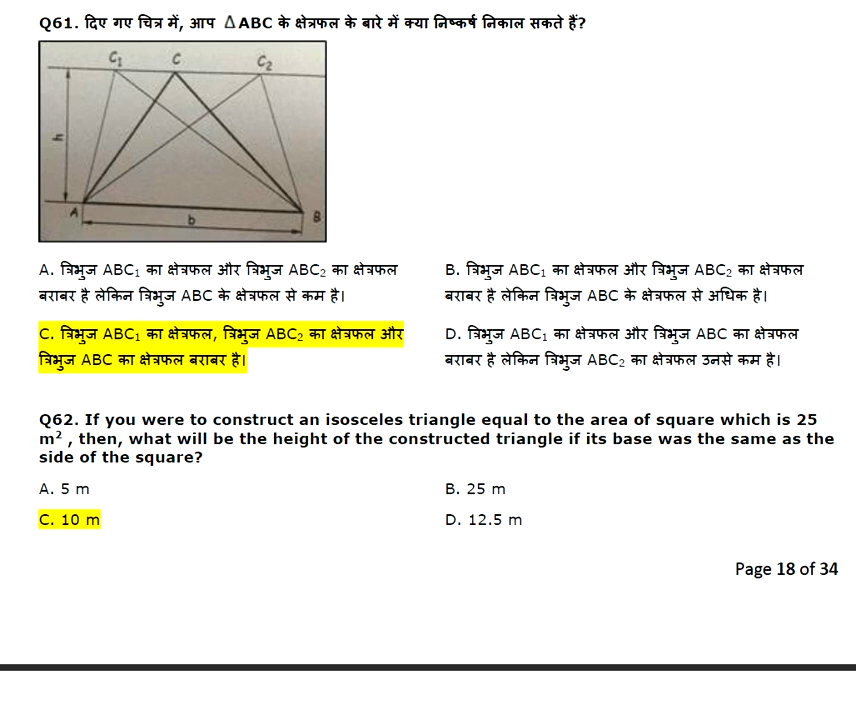 Q61. दिए गए चित्र में, आप ΔABC के क्षेत्रफल के बारे में क्या निष्कर्ष निकाल सकते हैं?
C₁ C C₂
h
A b B
A. त्रिभुज ABC₁ का क्षेत्रफल और त्रिभुज ABC₂ का क्षेत्रफल
बराबर है लेकिन त्रिभुज ABC के क्षेत्रफल से कम है।
B. त्रिभुज ABC₁ का क्षेत्रफल और त्रिभुज ABC₂ का क्षेत्रफल
बराबर है लेकिन त्रिभुज ABC के क्षेत्रफल से अधिक है।
C. त्रिभुज ABC₁ का क्षेत्रफल, त्रिभुज ABC₂ का क्षेत्रफल और
त्रिभुज ABC का क्षेत्रफल बराबर है।
D. त्रिभुज ABC₁ का क्षेत्रफल और त्रिभुज ABC का क्षेत्रफल
बराबर है लेकिन त्रिभुज ABC₂ का क्षेत्रफल उनसे कम है।
Q62. If you were to construct an isosceles triangle equal to the area of square which is 25
m² , then, what will be the height of the constructed triangle if its base was the same as the
side of the square?
A. 5 m
B. 25 m
C. 10 m
D. 12.5 m
Page 18 of 34